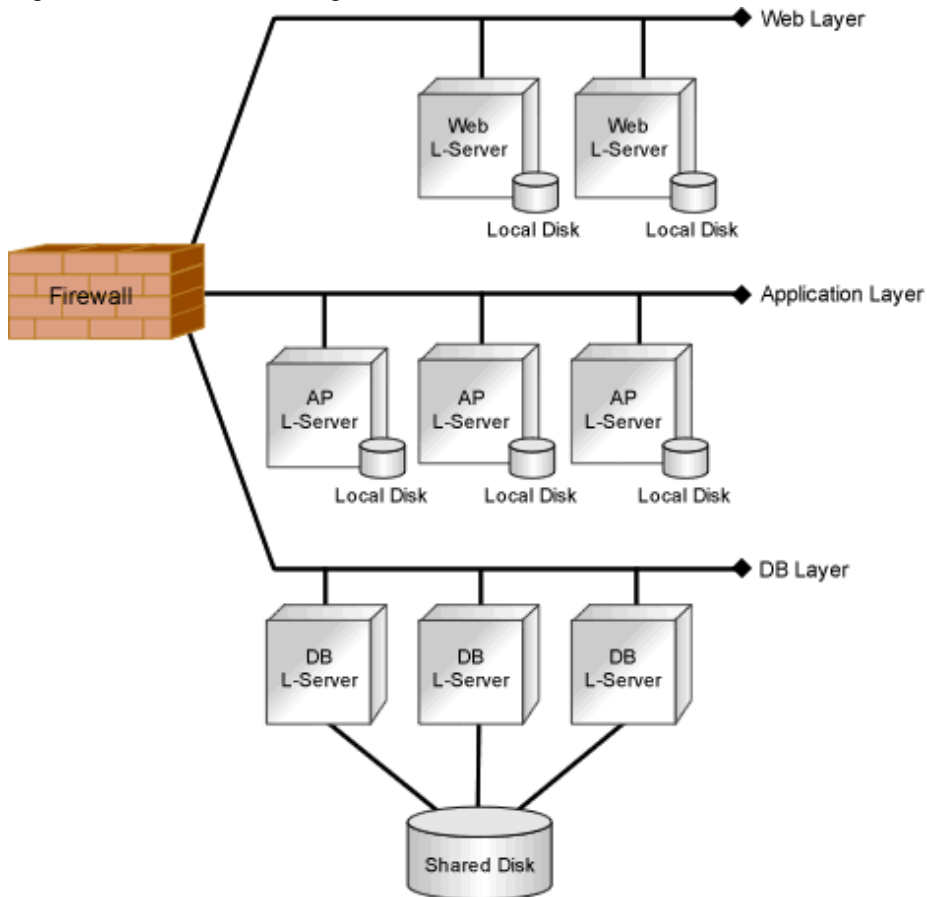 Web Layer
Web
L-Server
Web
L-Server
Local Disk
Local Disk
Firewall
Application Layer
AP
L-Server
AP
L-Server
AP
L-Server
Local Disk
Local Disk
Local Disk
DB Layer
DB
L-Server
DB
L-Server
DB
L-Server
Shared Disk